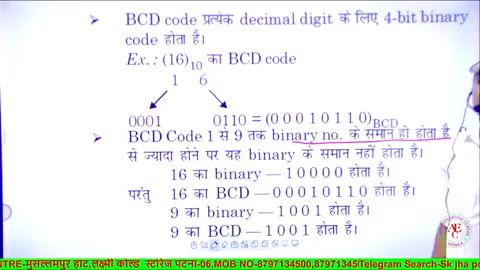 ➤ BCD code प्रत्येक decimal digit के लिए 4-bit binary
code होता है।
Ex. : (16)₁₀ का BCD code
1 6
0001 0110 = (0 0 0 1 0 1 1 0)BCD
➤ BCD Code 1 से 9 तक binary no. के समान ही होता है
से ज्यादा होने पर यह binary के समान नहीं होता है।
16 का binary — 1 0 0 0 0 होता है।
परंतु 16 का BCD — 0 0 0 1 0 1 1 0 होता है।
9 का binary — 1 0 0 1 होता है।
9 का BCD — 1 0 0 1 होता है।
NTRE-मुसल्लमपुर हाट,लक्ष्मी कोल्ड स्टोरेज पटना-06,MOB NO-8797134500,87971345
Telegram Search-Sk jha po